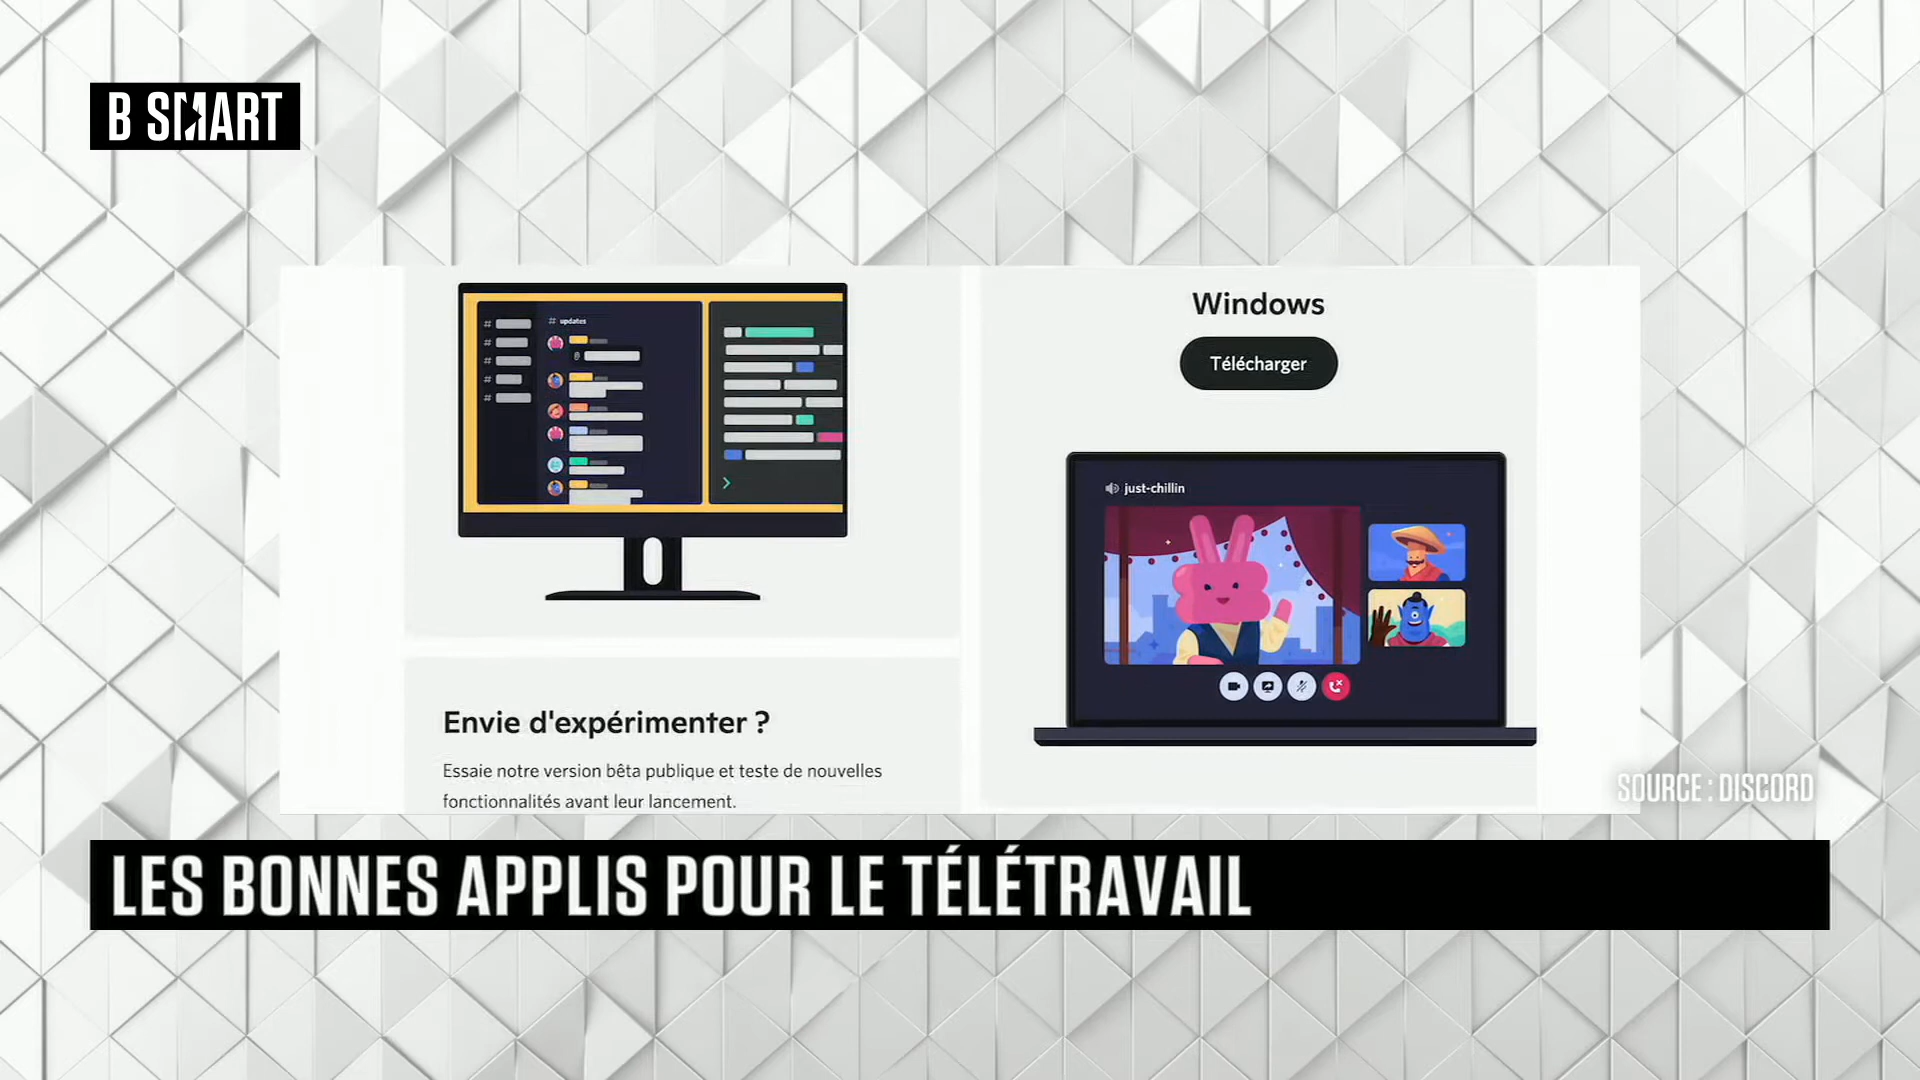 B SMART
# updates
Windows
Télécharger
just-chillin
Envie d'expérimenter ?
Essaie notre version bêta publique et teste de nouvelles
fonctionnalités avant leur lancement.
SOURCE : DISCORD
LES BONNES APPLIS POUR LE TÉLÉTRAVAIL